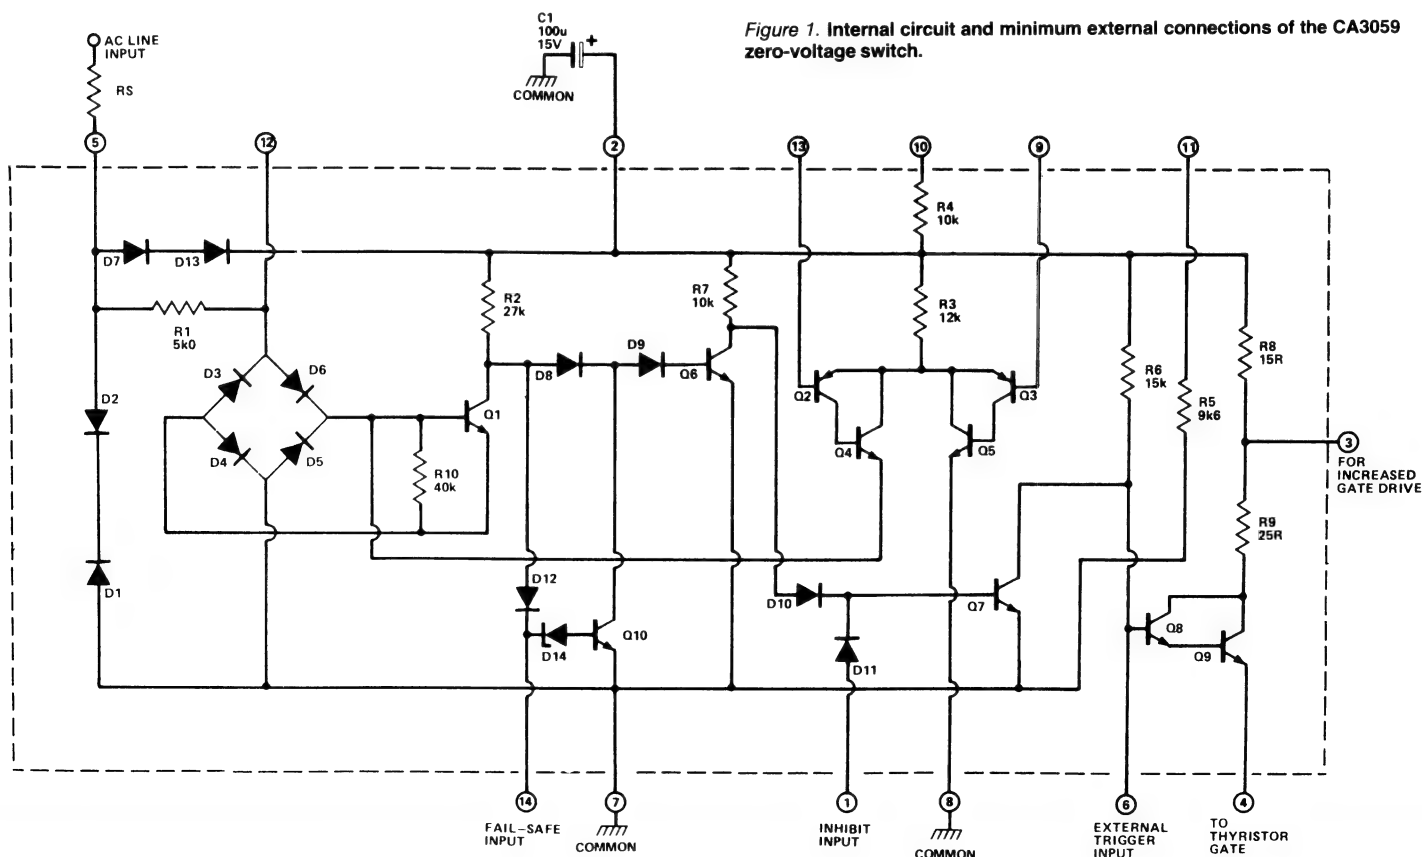 Figure 1. Internal circuit and minimum external connections of the CA3059
zero-voltage switch.
C1
100u
15V
+
COMMON
AC LINE
INPUT
RS
5
12
2
13
10
9
11
R4
10k
D7
D13
R1
5k0
R2
27k
R7
10k
R3
12k
R8
15R
D3
D6
D4
D5
D2
D1
D8
D9
Q6
Q1
R10
40k
Q2
Q3
Q4
Q5
R6
15k
R5
9k6
3
FOR
INCREASED
GATE DRIVE
R9
25R
D12
D14
Q10
D10
D11
Q7
Q8
Q9
14
FAIL-SAFE
INPUT
7
COMMON
1
INHIBIT
INPUT
8
COMMON
6
EXTERNAL
TRIGGER
INPUT
4
TO
THYRISTOR
GATE